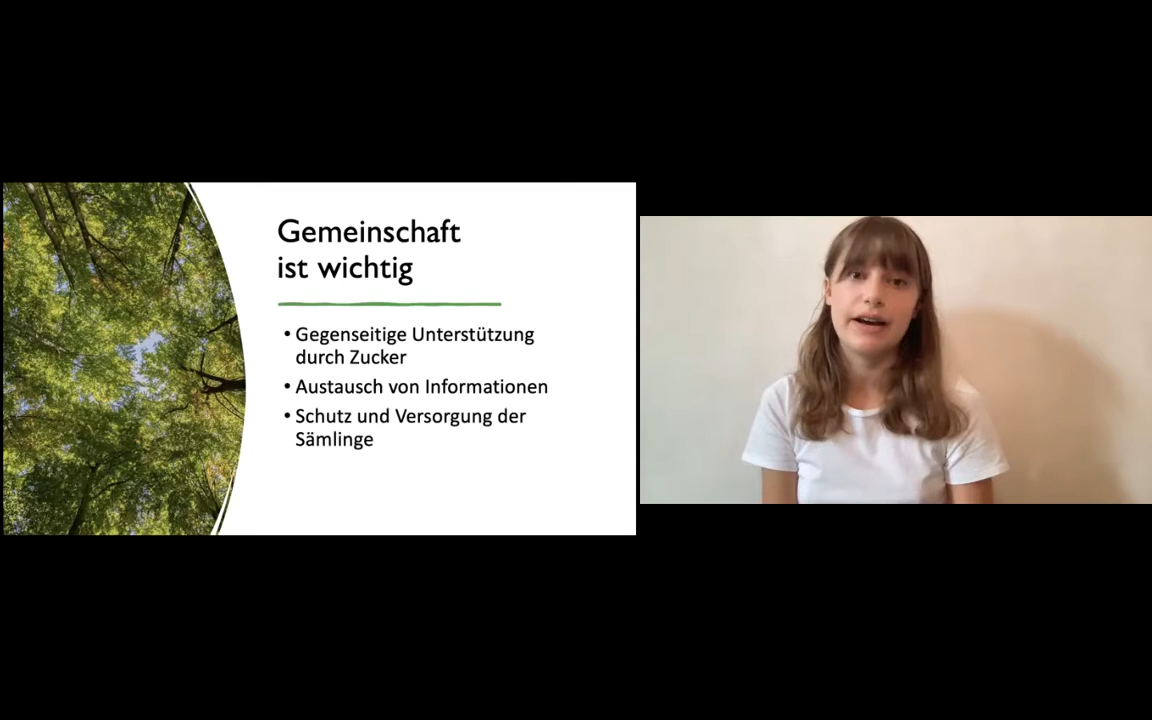 Gemeinschaft
ist wichtig
• Gegenseitige Unterstützung
durch Zucker
• Austausch von Informationen
• Schutz und Versorgung der
Sämlinge